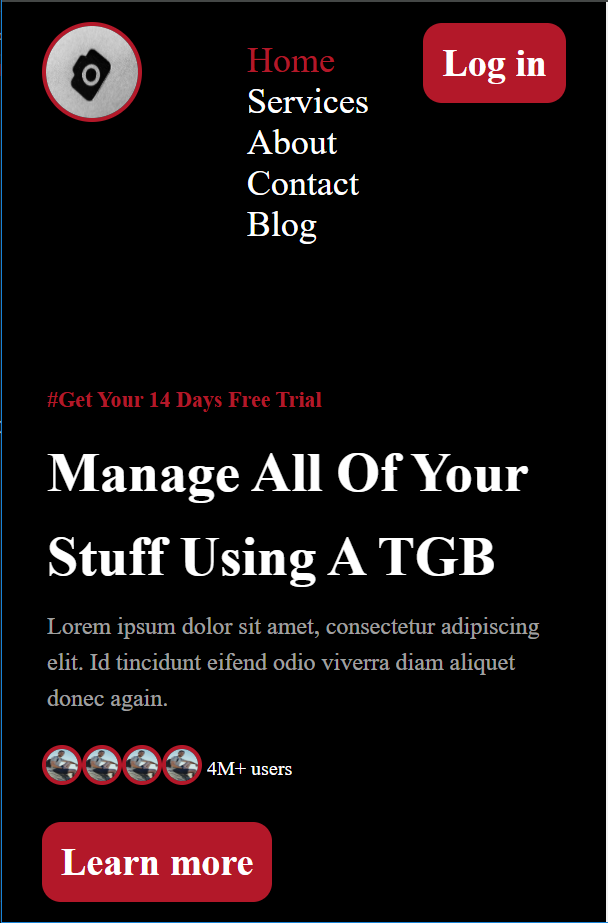 Home
Log in
Services
About
Contact
Blog
#Get Your 14 Days Free Trial
Manage All Of Your
Stuff Using A TGB
Lorem ipsum dolor sit amet, consectetur adipiscing
elit. Id tincidunt eifend odio viverra diam aliquet
donec again.
4M+ users
Learn more